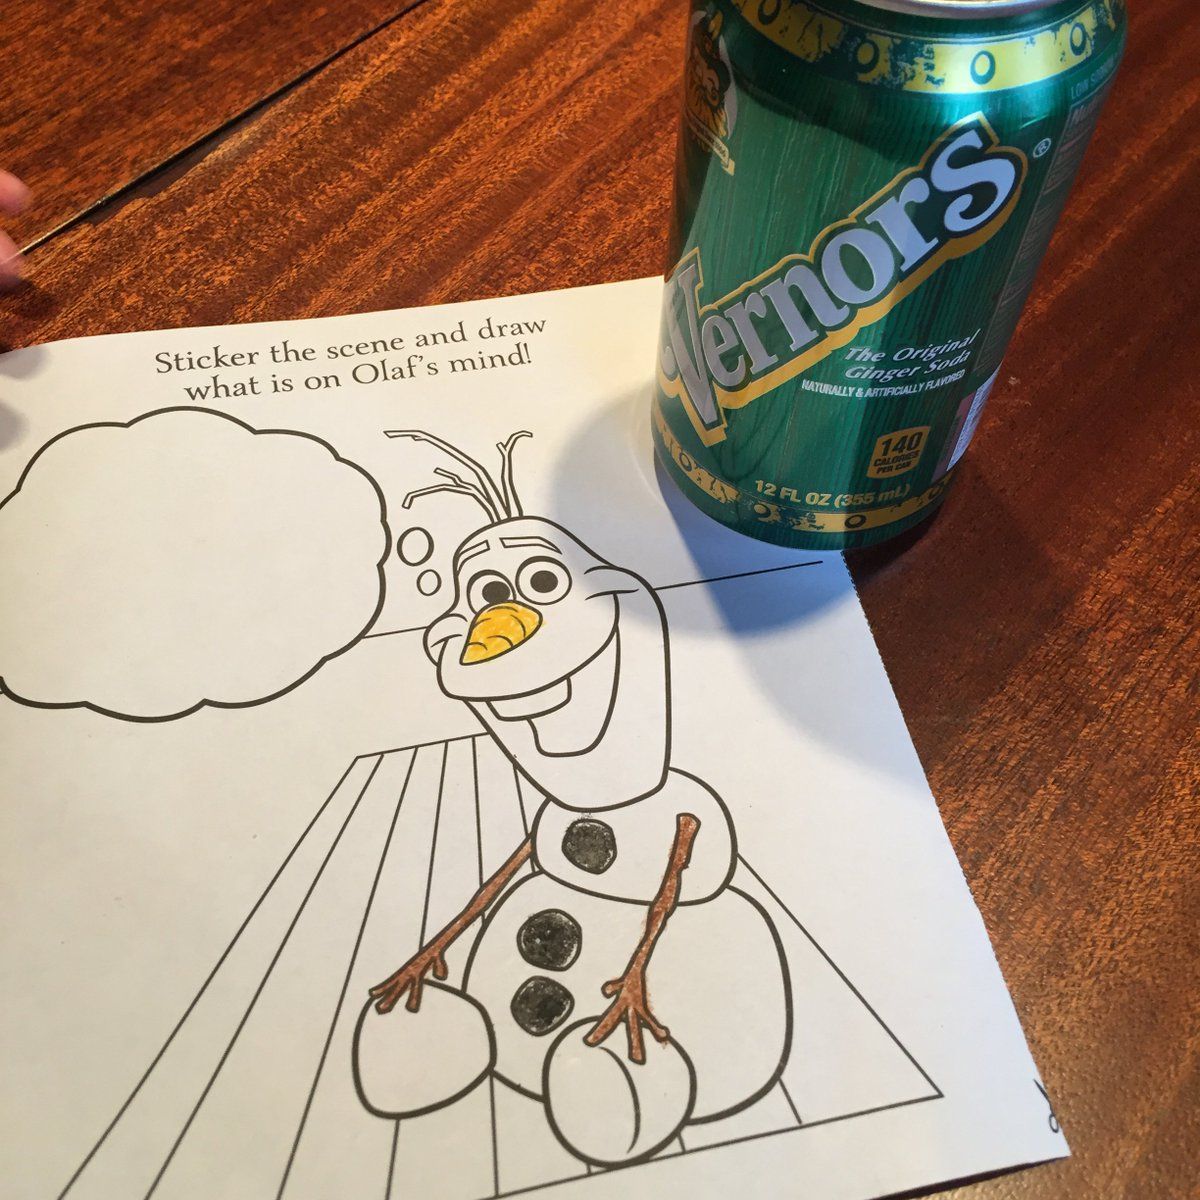 Sticker the scene and draw
what is on Olaf's mind!
Vernors®
The Original
Ginger Soda
NATURALLY & ARTIFICIALLY FLAVORED
140
CALORIES
PER CAN
12 FL OZ (355 mL)